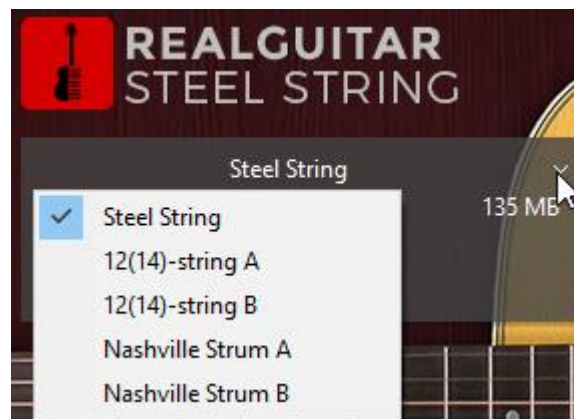 REALGUITAR
STEEL STRING
Steel String
135 MB
Steel String
12(14)-string A
12(14)-string B
Nashville Strum A
Nashville Strum B